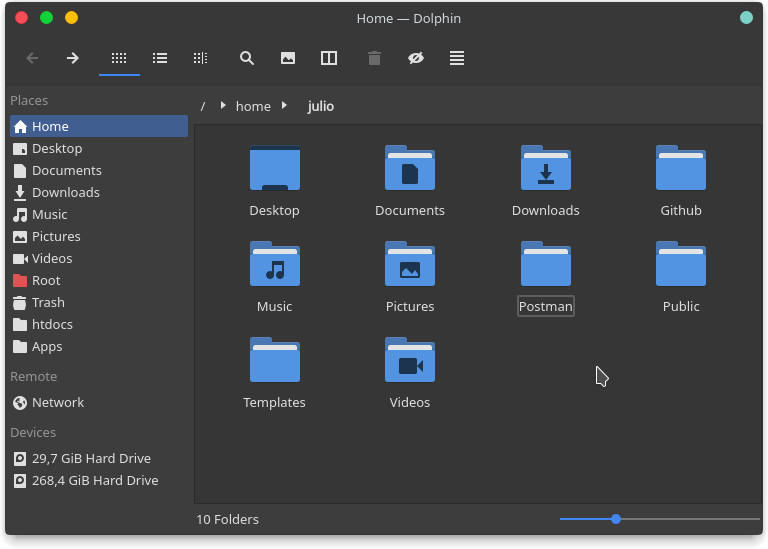 Home — Dolphin
/ home julio
Places
Home
Desktop
Documents
Downloads
Music
Pictures
Videos
Root
Trash
htdocs
Apps
Remote
Network
Devices
29,7 GiB Hard Drive
268,4 GiB Hard Drive
Desktop Documents Downloads Github
Music Pictures Postman Public
Templates Videos
10 Folders